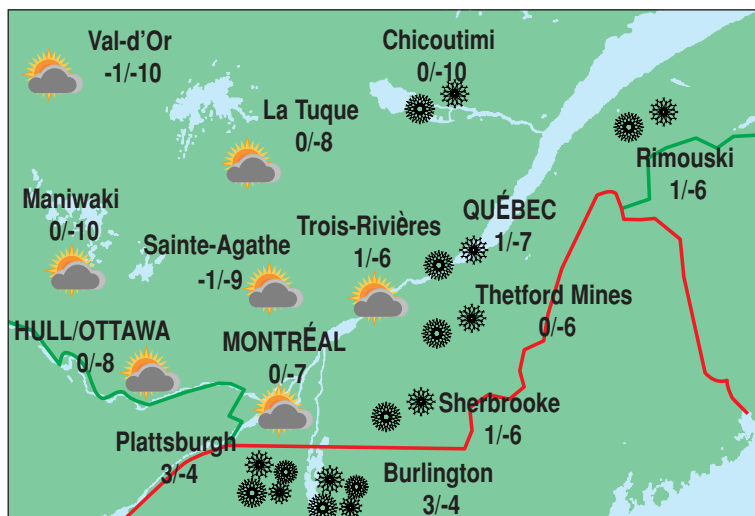 Val-d'Or
-1/-10
Chicoutimi
0/-10
La Tuque
0/-8
Rimouski
1/-6
Maniwaki
0/-10
Sainte-Agathe
-1/-9
Trois-Rivières
1/-6
QUÉBEC
1/-7
Thetford Mines
0/-6
HULL/OTTAWA
0/-8
MONTRÉAL
0/-7
Sherbrooke
1/-6
Plattsburgh
3/-4
Burlington
3/-4